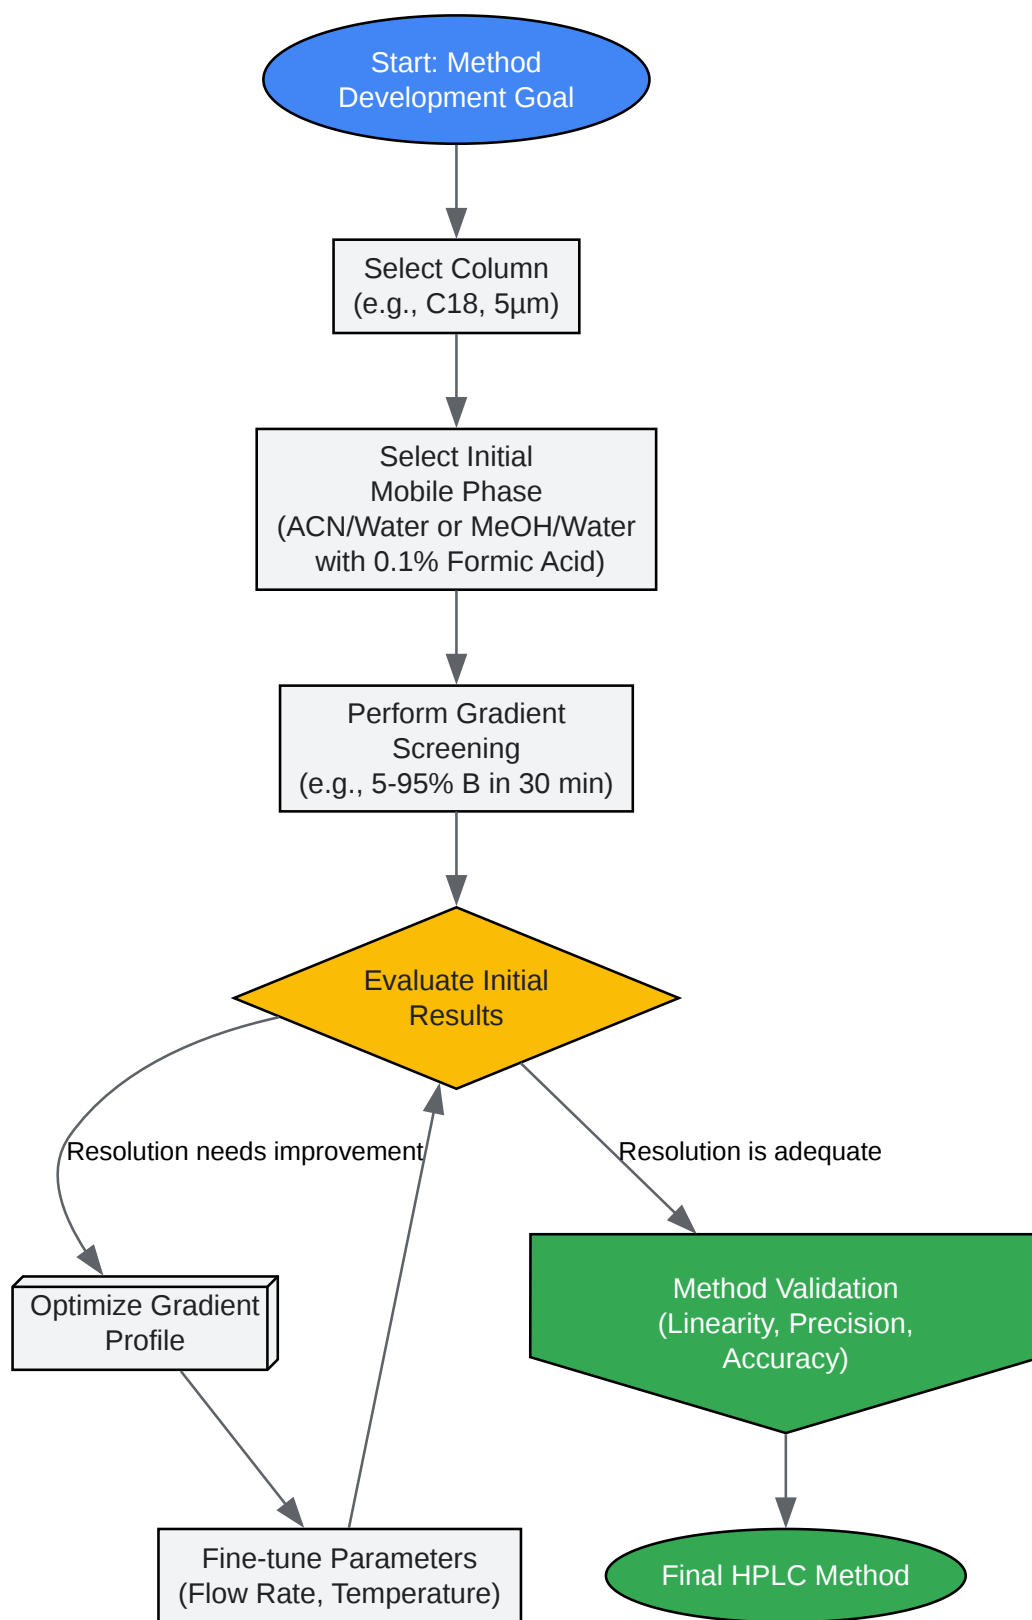 Start: Method
Development Goal
Select Column
(e.g., C18, 5µm)
Select Initial
Mobile Phase
(ACN/Water or MeOH/Water
with 0.1% Formic Acid)
Perform Gradient
Screening
(e.g., 5-95% B in 30 min)
Evaluate Initial
Results
Resolution needs improvement
Resolution is adequate
Optimize Gradient
Profile
Method Validation
(Linearity, Precision,
Accuracy)
Fine-tune Parameters
(Flow Rate, Temperature)
Final HPLC Method